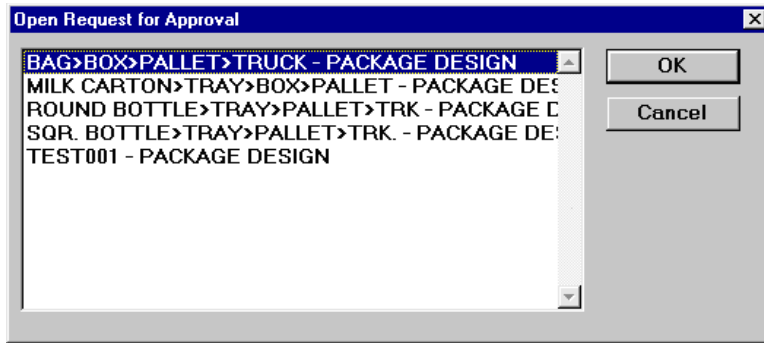 Open Request for Approval
BAG>BOX>PALLET>TRUCK - PACKAGE DESIGN
MILK CARTON>TRAY>BOX>PALLET - PACKAGE DES
ROUND BOTTLE>TRAY>PALLET>TRK - PACKAGE D
SQR. BOTTLE>TRAY>PALLET>TRK. - PACKAGE DE
TEST001 - PACKAGE DESIGN
OK
Cancel